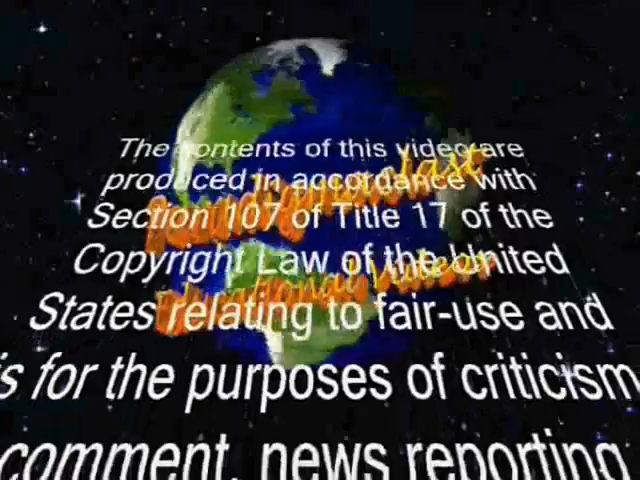 The contents of this video are
produced in accordance with
Section 107 of Title 17 of the
Copyright Law of the United
States relating to fair-use and
is for the purposes of criticism
comment, news reporting